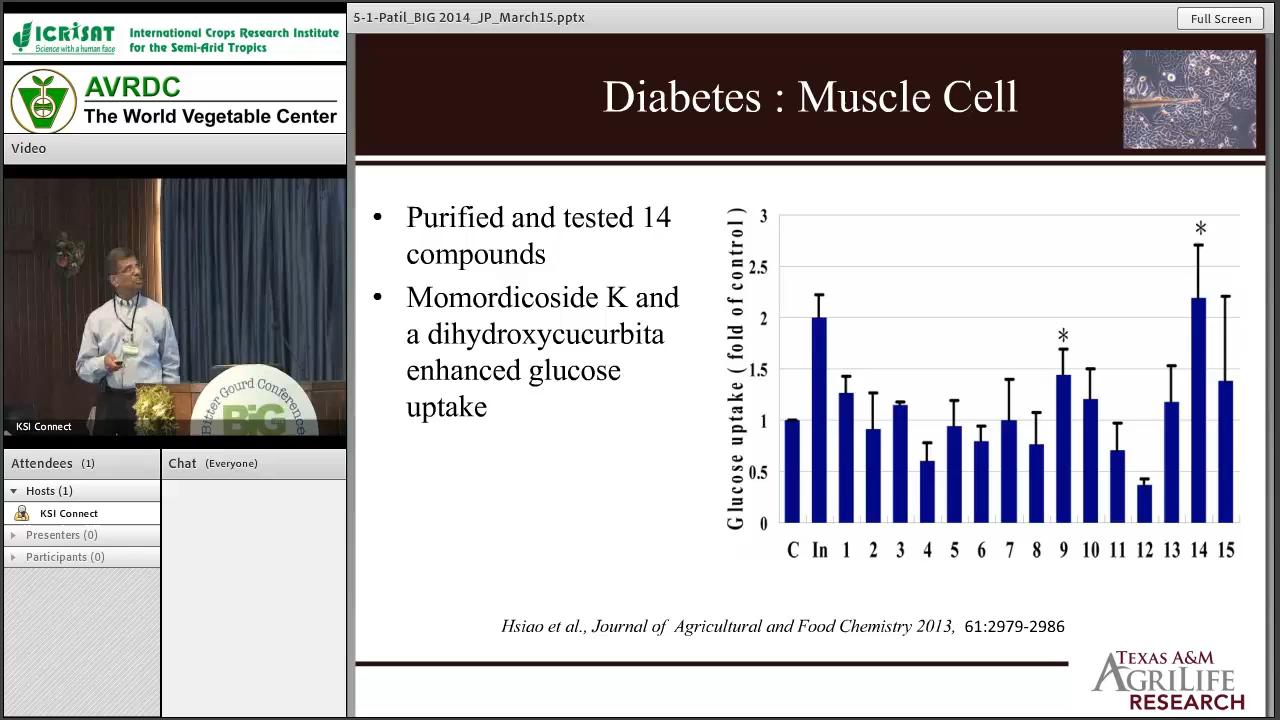 5-1-Patil_BIG 2014_JP_March15.pptx
Full Screen
ICRISAT
Science with a human face
International Crops Research Institute
for the Semi-Arid Tropics
AVRDC
The World Vegetable Center
Video
Bitter Gourd Conference
BiG
KSI Connect
Attendees (1)
Hosts (1)
KSI Connect
Presenters (0)
Participants (0)
Chat (Everyone)
Diabetes : Muscle Cell
• Purified and tested 14
compounds
• Momordicoside K and
a dihydroxycucurbita
enhanced glucose
uptake
Glucose uptake ( fold of control )
3
2.5
2
1.5
1
0.5
0
*
*
C In 1 2 3 4 5 6 7 8 9 10 11 12 13 14 15
Hsiao et al., Journal of Agricultural and Food Chemistry 2013, 61:2979-2986
TEXAS A&M
AGRILIFE
RESEARCH